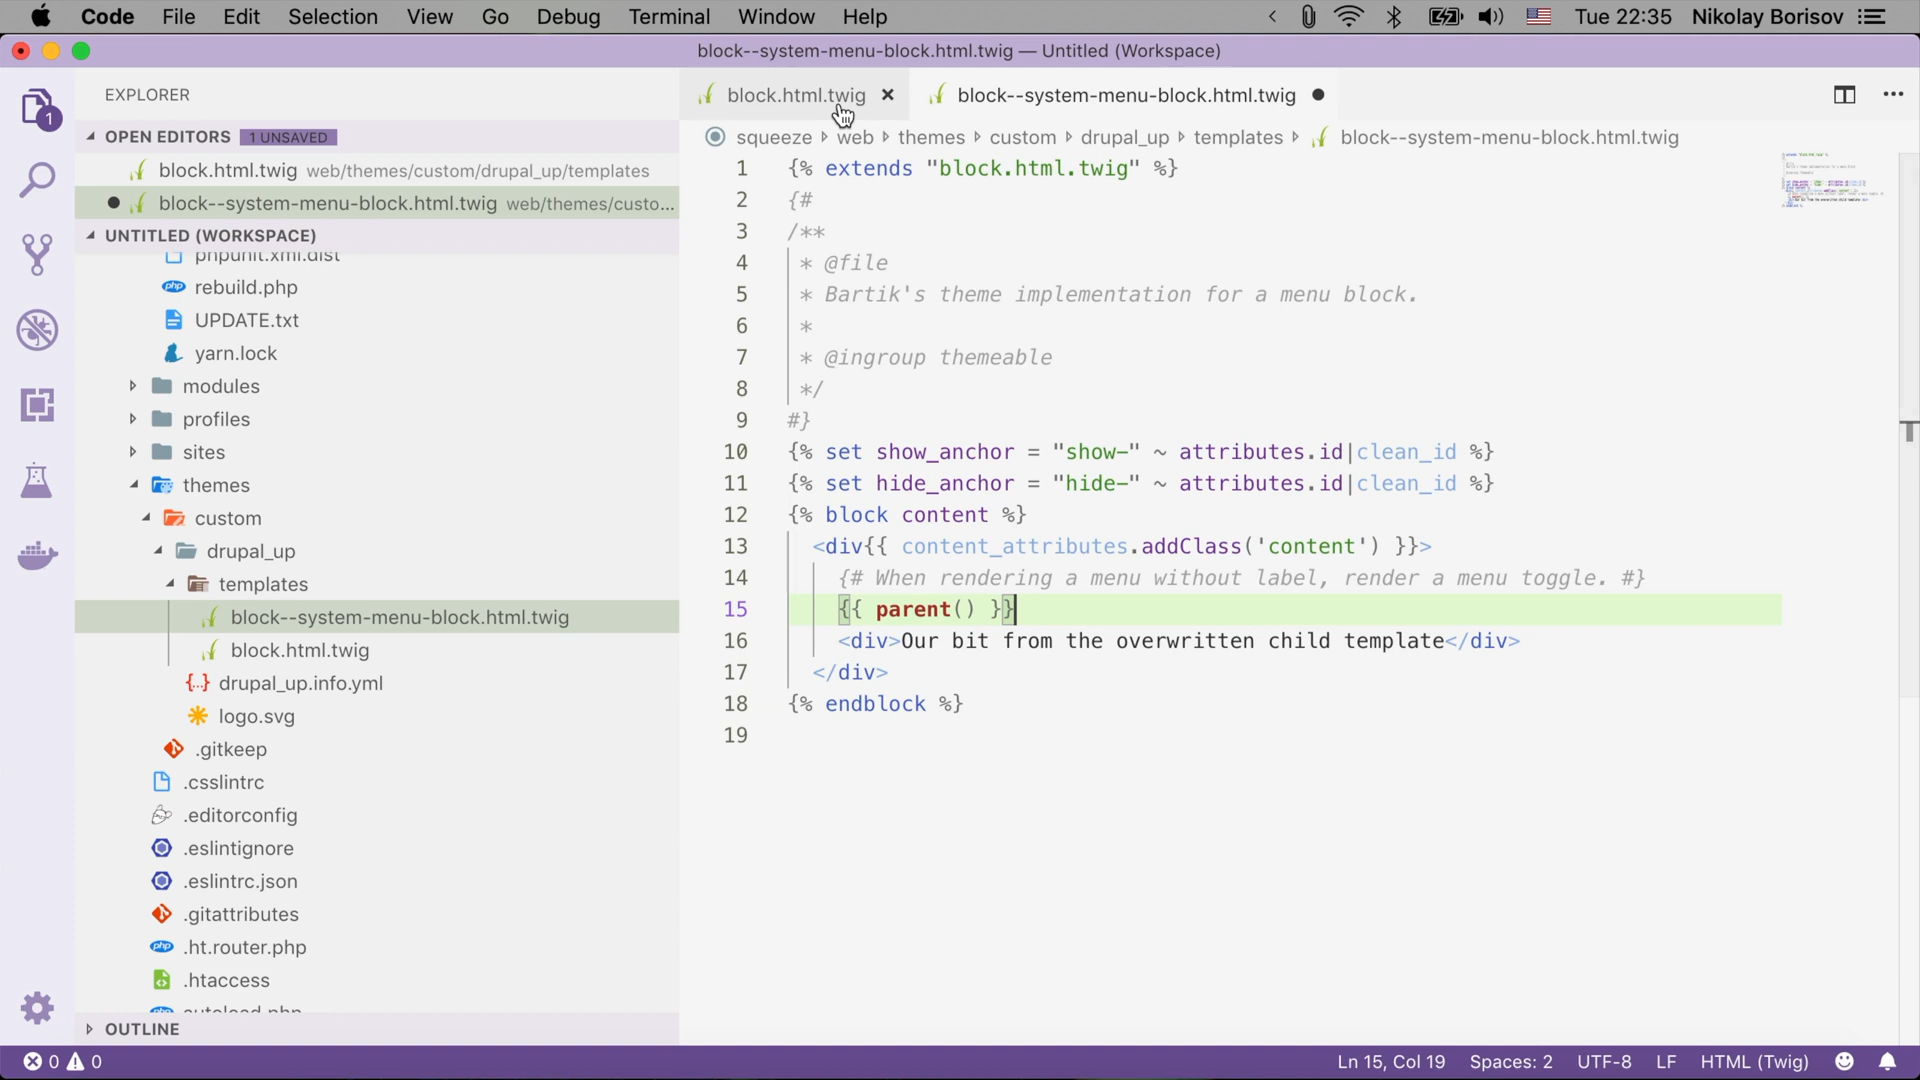 Code File Edit Selection View Go Debug Terminal Window Help Tue 22:35 Nikolay Borisov
block--system-menu-block.html.twig — Untitled (Workspace)
EXPLORER
1
OPEN EDITORS 1 UNSAVED
block.html.twig web/themes/custom/drupal_up/templates
block--system-menu-block.html.twig web/themes/custo...
UNTITLED (WORKSPACE)
phpunit.xml.dist
rebuild.php
UPDATE.txt
yarn.lock
modules
profiles
sites
themes
custom
drupal_up
templates
block--system-menu-block.html.twig
block.html.twig
drupal_up.info.yml
logo.svg
.gitkeep
.csslintrc
.editorconfig
.eslintignore
.eslintrc.json
.gitattributes
.ht.router.php
.htaccess
autoload.php
OUTLINE
block.html.twig × block--system-menu-block.html.twig
squeeze web themes custom drupal_up templates block--system-menu-block.html.twig
1 {% extends "block.html.twig" %}
2 {#
3 /**
4 * @file
5 * Bartik's theme implementation for a menu block.
6 *
7 * @ingroup themeable
8 */
9 #}
10 {% set show_anchor = "show-" ~ attributes.id|clean_id %}
11 {% set hide_anchor = "hide-" ~ attributes.id|clean_id %}
12 {% block content %}
13 <div{{ content_attributes.addClass('content') }}>
14 {# When rendering a menu without label, render a menu toggle. #}
15 {{ parent() }}
16 <div>Our bit from the overwritten child template</div>
17 </div>
18 {% endblock %}
19
0 0 Ln 15, Col 19 Spaces: 2 UTF-8 LF HTML (Twig)